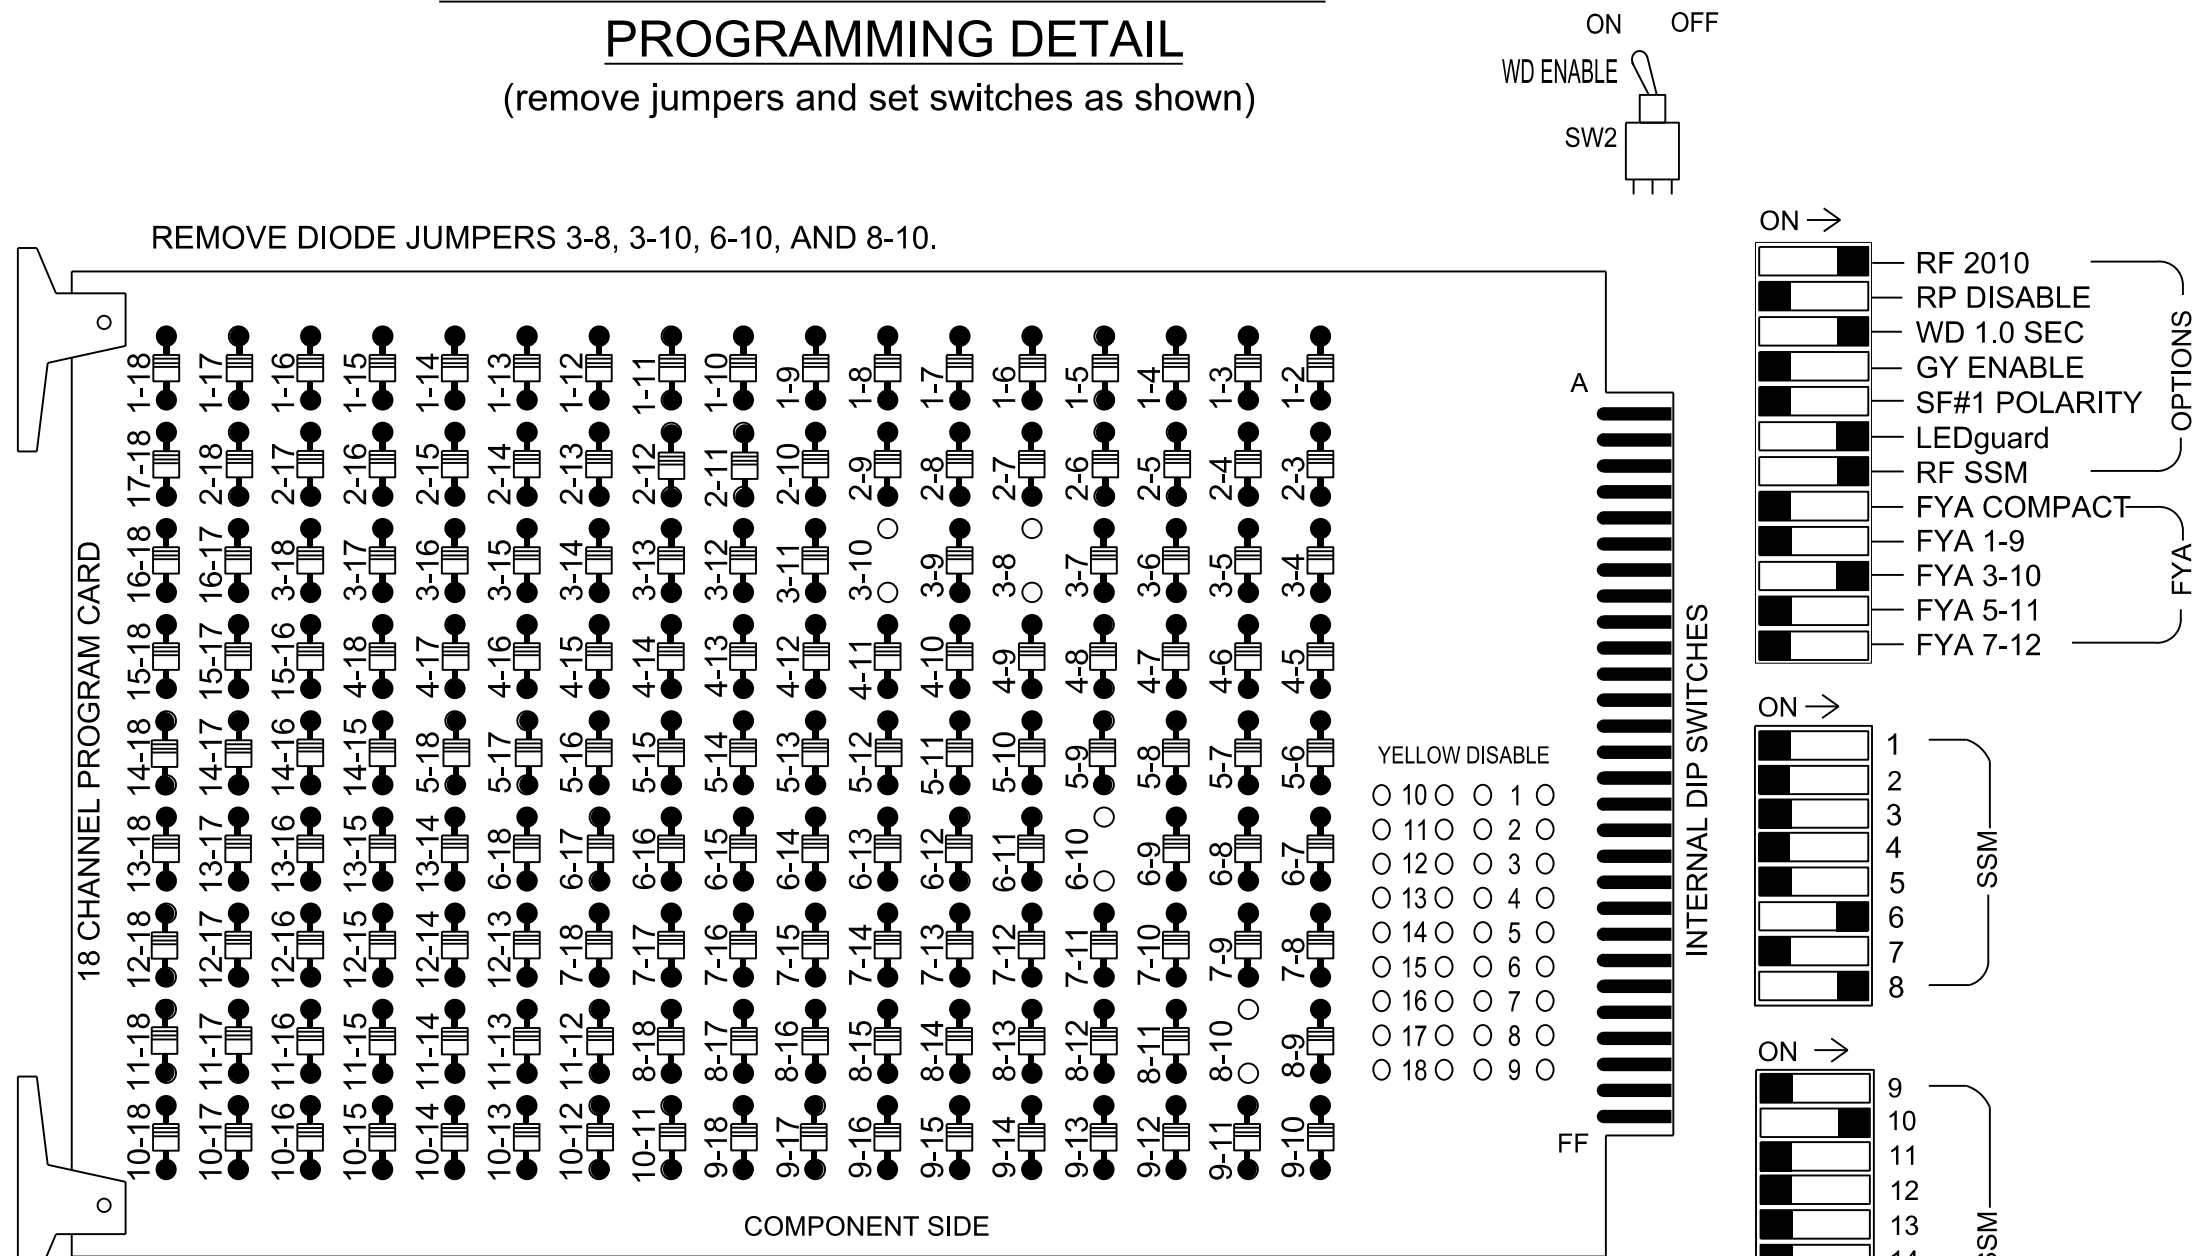 PROGRAMMING DETAIL
(remove jumpers and set switches as shown)
ON OFF
WD ENABLE
SW2
REMOVE DIODE JUMPERS 3-8, 3-10, 6-10, AND 8-10.
18 CHANNEL PROGRAM CARD
1-18 1-17 1-16 1-15 1-14 1-13 1-12 1-11 1-10 1-9 1-8 1-7 1-6 1-5 1-4 1-3 1-2
17-18 2-18 2-17 2-16 2-15 2-14 2-13 2-12 2-11 2-10 2-9 2-8 2-7 2-6 2-5 2-4 2-3
16-18 16-17 3-18 3-17 3-16 3-15 3-14 3-13 3-12 3-11 3-10 3-9 3-8 3-7 3-6 3-5 3-4
15-18 15-17 15-16 4-18 4-17 4-16 4-15 4-14 4-13 4-12 4-11 4-10 4-9 4-8 4-7 4-6 4-5
14-18 14-17 14-16 14-15 5-18 5-17 5-16 5-15 5-14 5-13 5-12 5-11 5-10 5-9 5-8 5-7 5-6
13-18 13-17 13-16 13-15 13-14 6-18 6-17 6-16 6-15 6-14 6-13 6-12 6-11 6-10 6-9 6-8 6-7
12-18 12-17 12-16 12-15 12-14 12-13 7-18 7-17 7-16 7-15 7-14 7-13 7-12 7-11 7-10 7-9 7-8
11-18 11-17 11-16 11-15 11-14 11-13 11-12 8-18 8-17 8-16 8-15 8-14 8-13 8-12 8-11 8-10 8-9
10-18 10-17 10-16 10-15 10-14 10-13 10-12 10-11 9-18 9-17 9-16 9-15 9-14 9-13 9-12 9-11 9-10
COMPONENT SIDE
YELLOW DISABLE
10 1
11 2
12 3
13 4
14 5
15 6
16 7
17 8
18 9
A
FF
INTERNAL DIP SWITCHES
ON
RF 2010
RP DISABLE
WD 1.0 SEC
GY ENABLE
SF#1 POLARITY
LEDguard
RF SSM
OPTIONS
FYA COMPACT
FYA 1-9
FYA 3-10
FYA 5-11
FYA 7-12
FYA
ON
1
2
3
4
5
6
7
8
SSM
ON
9
10
11
12
13
14
SSM